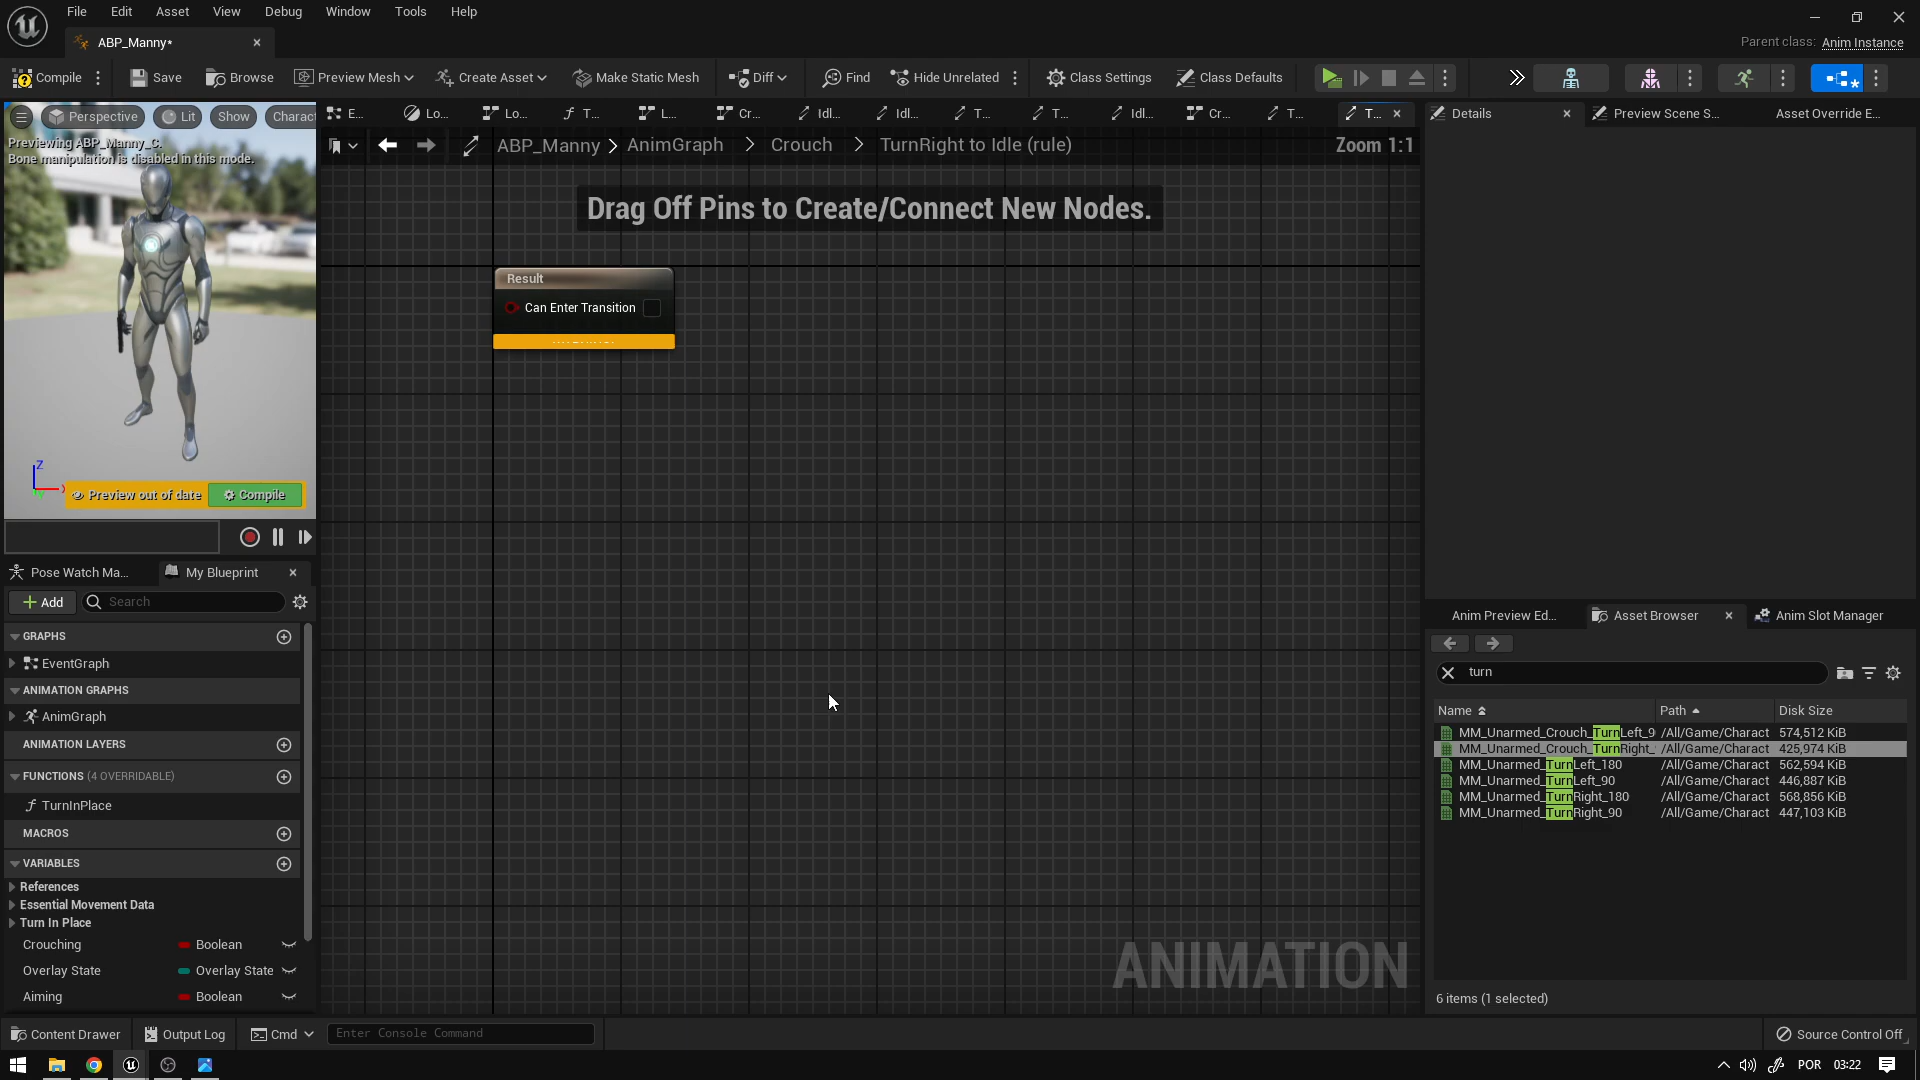 File Edit Asset View Debug Window Tools Help
ABP_Manny*
Parent class: Anim Instance
Compile Save Browse Preview Mesh Create Asset Make Static Mesh Diff Find Hide Unrelated Class Settings Class Defaults
Perspective Lit Show Charact
Previewing ABP_Manny_C.
Bone manipulation is disabled in this mode.
Z
X
Preview out of date Compile
E... Lo... Lo... T... L... Cr... Idl... Idl... T... T... Idl... Cr... T... T...
ABP_Manny > AnimGraph > Crouch > TurnRight to Idle (rule)
Zoom 1:1
Drag Off Pins to Create/Connect New Nodes.
Result
Can Enter Transition
ANIMATION
Details Preview Scene S... Asset Override E...
Pose Watch Ma... My Blueprint
Add Search
GRAPHS
EventGraph
ANIMATION GRAPHS
AnimGraph
ANIMATION LAYERS
FUNCTIONS (4 OVERRIDABLE)
TurnInPlace
MACROS
VARIABLES
References
Essential Movement Data
Turn In Place
Crouching Boolean
Overlay State Overlay State
Aiming Boolean
Anim Preview Ed... Asset Browser Anim Slot Manager
turn
Name Path Disk Size
MM_Unarmed_Crouch_TurnLeft_9 /All/Game/Charact 574,512 KiB
MM_Unarmed_Crouch_TurnRight_ /All/Game/Charact 425,974 KiB
MM_Unarmed_TurnLeft_180 /All/Game/Charact 562,594 KiB
MM_Unarmed_TurnLeft_90 /All/Game/Charact 446,887 KiB
MM_Unarmed_TurnRight_180 /All/Game/Charact 568,856 KiB
MM_Unarmed_TurnRight_90 /All/Game/Charact 447,103 KiB
6 items (1 selected)
Content Drawer Output Log Cmd Enter Console Command
Source Control Off
POR 03:22